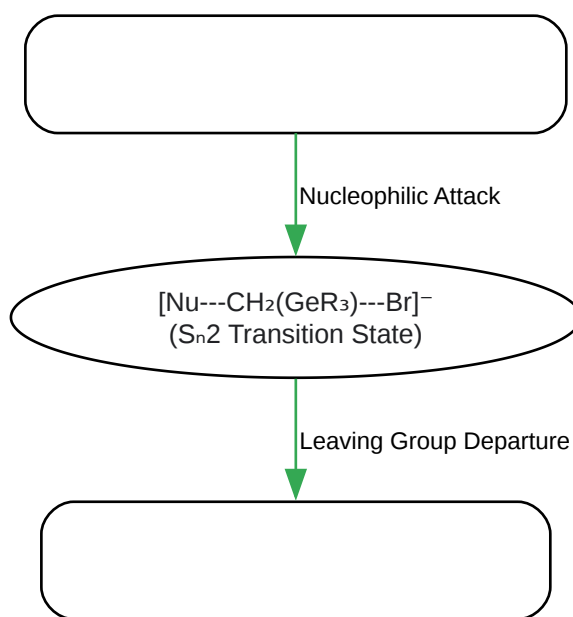 Nucleophilic Attack
[Nu---CH₂(GeR₃)---Br]⁻
(Sₙ2 Transition State)
Leaving Group Departure